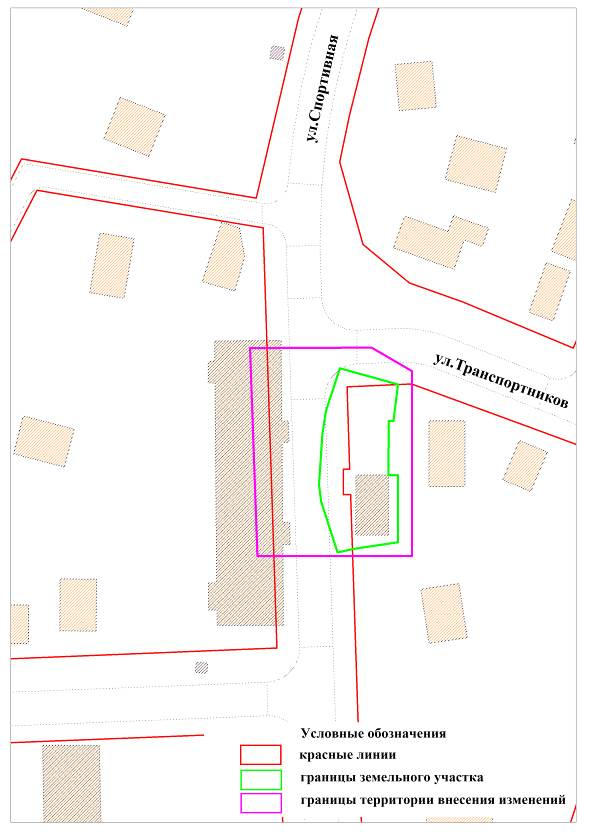 ул.Спортивная
ул.Транспортников
Условные обозначения
красные линии
границы земельного участка
границы территории внесения изменений